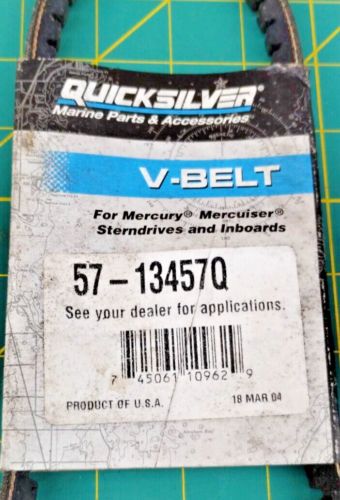 QUICKSILVER®
Marine Parts & Accessories
V-BELT
For Mercury® Mercuiser®
Sterndrives and Inboards
57-13457Q
See your dealer for applications.
7 45061 10962 9
PRODUCT OF U.S.A. 18 MAR 04